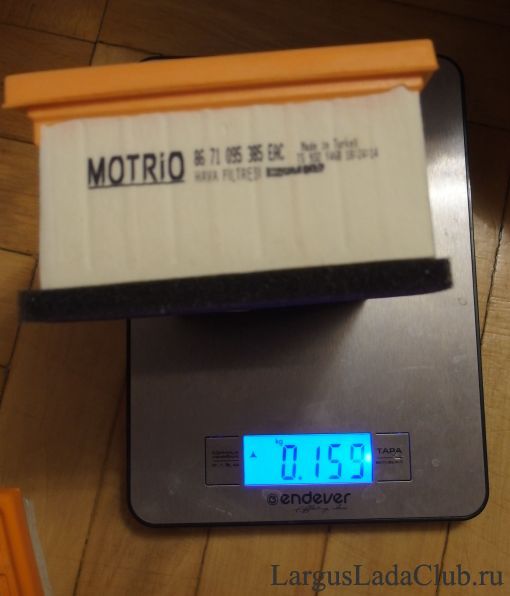 MOTRiO
86 71 095 385 EAC
HAVA FILTRESI
Made in Turkey
kg
0.159
TAPA
endever
LargusLadaClub.ru